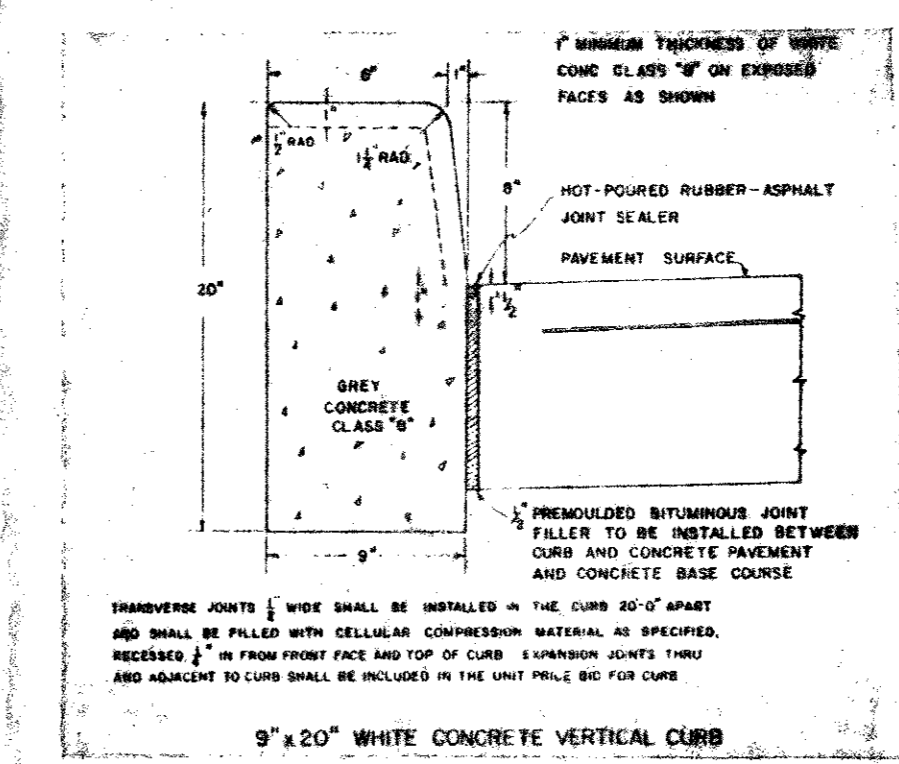 1" MINIMUM THICKNESS OF WHITE
CONC CLASS "B" ON EXPOSED
FACES AS SHOWN
8"
1"
1"
1/2" RAD
1 1/4" RAD.
8"
HOT-POURED RUBBER-ASPHALT
JOINT SEALER
PAVEMENT SURFACE
20"
1"
1/2"
GREY
CONCRETE
CLASS "B"
9"
1/2" PREMOULDED BITUMINOUS JOINT
FILLER TO BE INSTALLED BETWEEN
CURB AND CONCRETE PAVEMENT
AND CONCRETE BASE COURSE
TRANSVERSE JOINTS WIDE SHALL BE INSTALLED IN THE CURB 20'-0" APART
AND SHALL BE FILLED WITH CELLULAR COMPRESSION MATERIAL AS SPECIFIED,
RECESSED IN FROM FRONT FACE AND TOP OF CURB EXPANSION JOINTS THRU
AND ADJACENT TO CURB SHALL BE INCLUDED IN THE UNIT PRICE BID FOR CURB
9" x 20" WHITE CONCRETE VERTICAL CURB